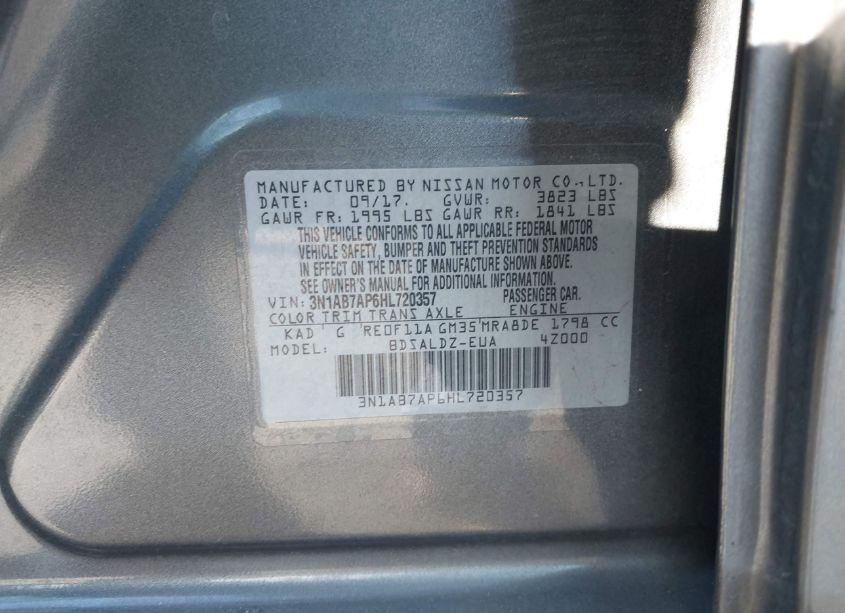 MANUFACTURED BY NISSAN MOTOR CO.,LTD.
DATE: 09/17. GVWR: 3823 LBS
GAWR FR: 1995 LBS GAWR RR: 1841 LBS
THIS VEHICLE CONFORMS TO ALL APPLICABLE FEDERAL MOTOR
VEHICLE SAFETY, BUMPER AND THEFT PREVENTION STANDARDS
IN EFFECT ON THE DATE OF MANUFACTURE SHOWN ABOVE.
SEE OWNER'S MANUAL FOR ADDITIONAL INFORMATION.
VIN: 3N1AB7AP6HL720357 PASSENGER CAR.
COLOR TRIM TRANS AXLE ENGINE
KAD ' G 'RE0F11A GM35'MRA8DE 1798 CC
MODEL: BDSALDZ-EUA 4Z000
3N1AB7AP6HL720357